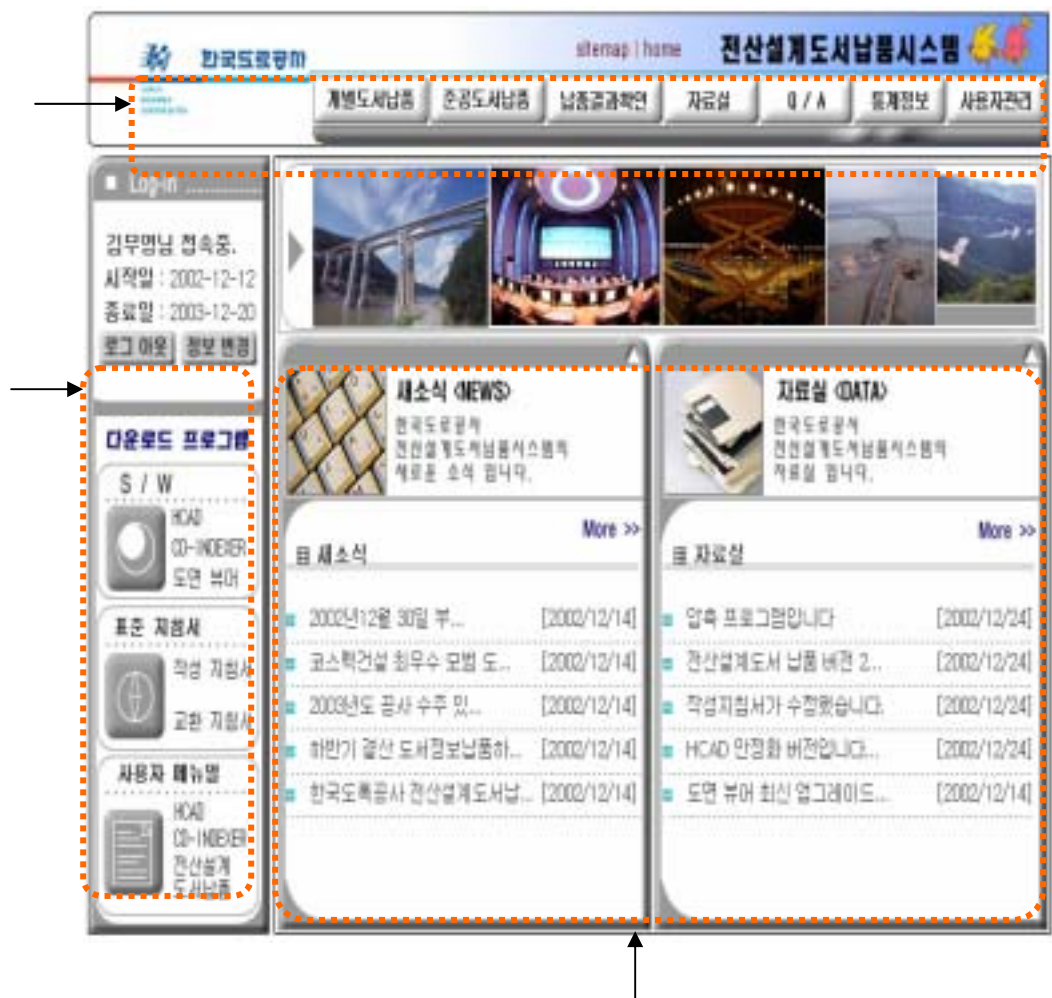 한국도로공사
sitemap | home
전산설계도서납품시스템
개별도서납품
준공도서납품
납품결과확인
자료실
Q / A
통계정보
사용자관리
Log-in
김무명님 접속중.
시작일 : 2002-12-12
종료일 : 2003-12-20
로그 아웃
정보 변경
다운로드 프로그램
S / W
HCAD
CD-INDEXER
도면 뷰어
표준 지침서
작성 지침서
교환 지침서
사용자 메뉴얼
HCAD
CD-INDEXER
전산설계
도서납품
새소식 <NEWS>
한국도로공사
전산설계도서납품시스템의
새로운 소식 입니다.
More >>
새소식
2002년12월 30일 부... [2002/12/14]
코스펙건설 최우수 모범 도... [2002/12/14]
2003년도 공사 수주 있... [2002/12/14]
하반기 결산 도서정보납품하... [2002/12/14]
한국도록공사 전산설계도서납... [2002/12/14]
자료실 <DATA>
한국도로공사
전산설계도서납품시스템의
자료실 입니다.
More >>
자료실
압축 프로그램입니다 [2002/12/24]
전산설계도서 납품 버전 2... [2002/12/24]
작성지침서가 수정됐습니다. [2002/12/24]
HCAD 안정화 버전입니다... [2002/12/24]
도면 뷰어 최신 업그레이드... [2002/12/14]